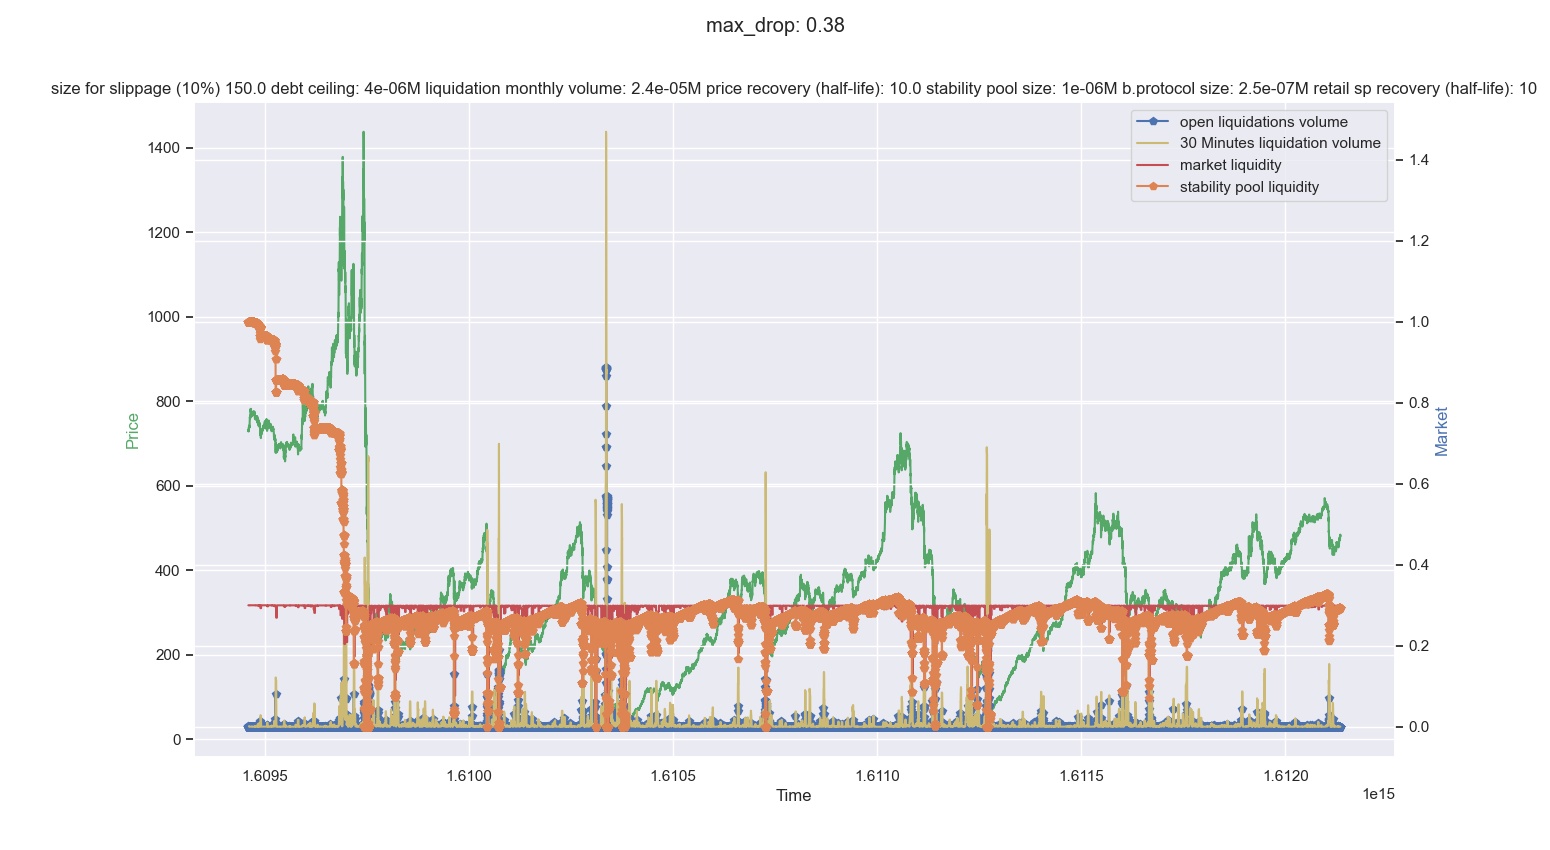 max_drop: 0.38
size for slippage (10%) 150.0 debt ceiling: 4e-06M liquidation monthly volume: 2.4e-05M price recovery (half-life): 10.0 stability pool size: 1e-06M b.protocol size: 2.5e-07M retail sp recovery (half-life): 10
open liquidations volume
30 Minutes liquidation volume
market liquidity
stability pool liquidity
1400
1200
1000
800
600
400
200
0
Price
1.4
1.2
1.0
0.8
0.6
0.4
0.2
0.0
Market
1.6095 1.6100 1.6105 1.6110 1.6115 1.6120
Time
1e15